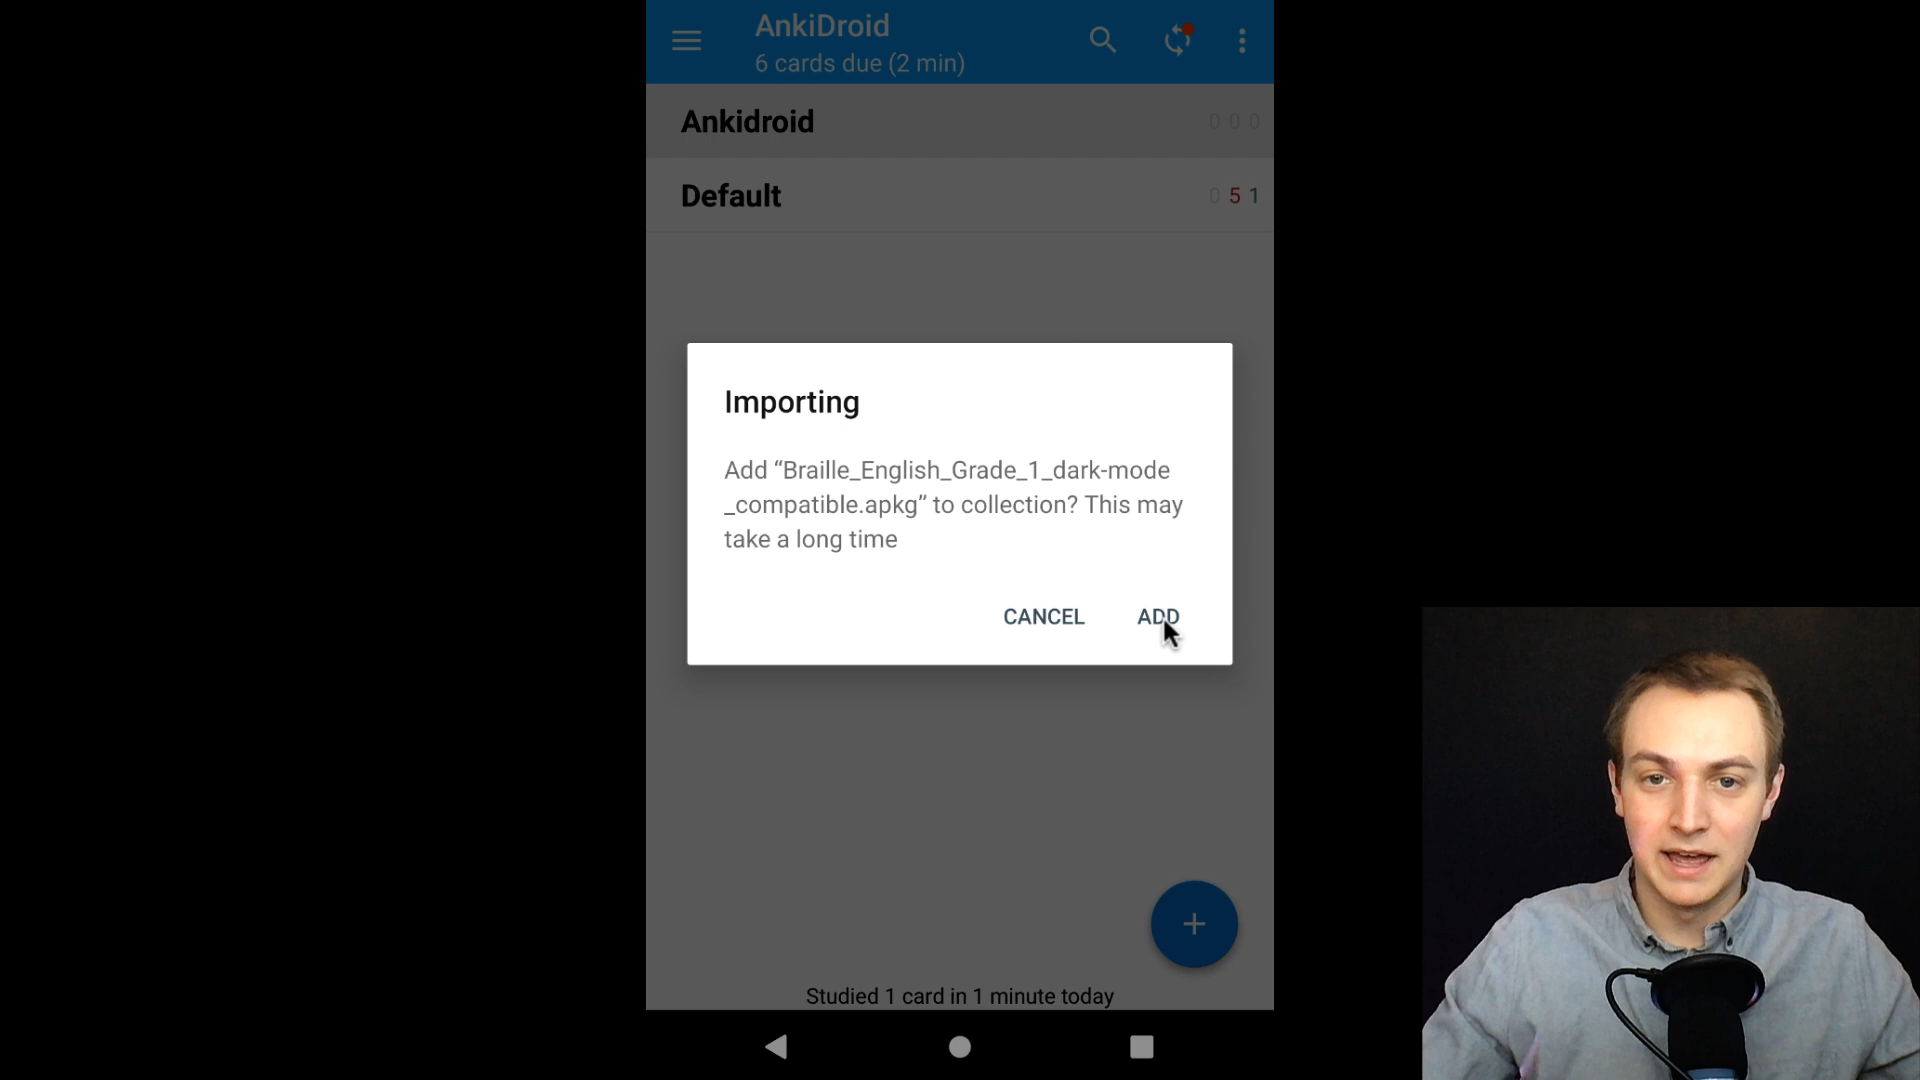 AnkiDroid
6 cards due (2 min)
Ankidroid 0 0 0
Default 0 5 1
Importing
Add “Braille_English_Grade_1_dark-mode
_compatible.apkg” to collection? This may
take a long time
CANCEL ADD
Studied 1 card in 1 minute today